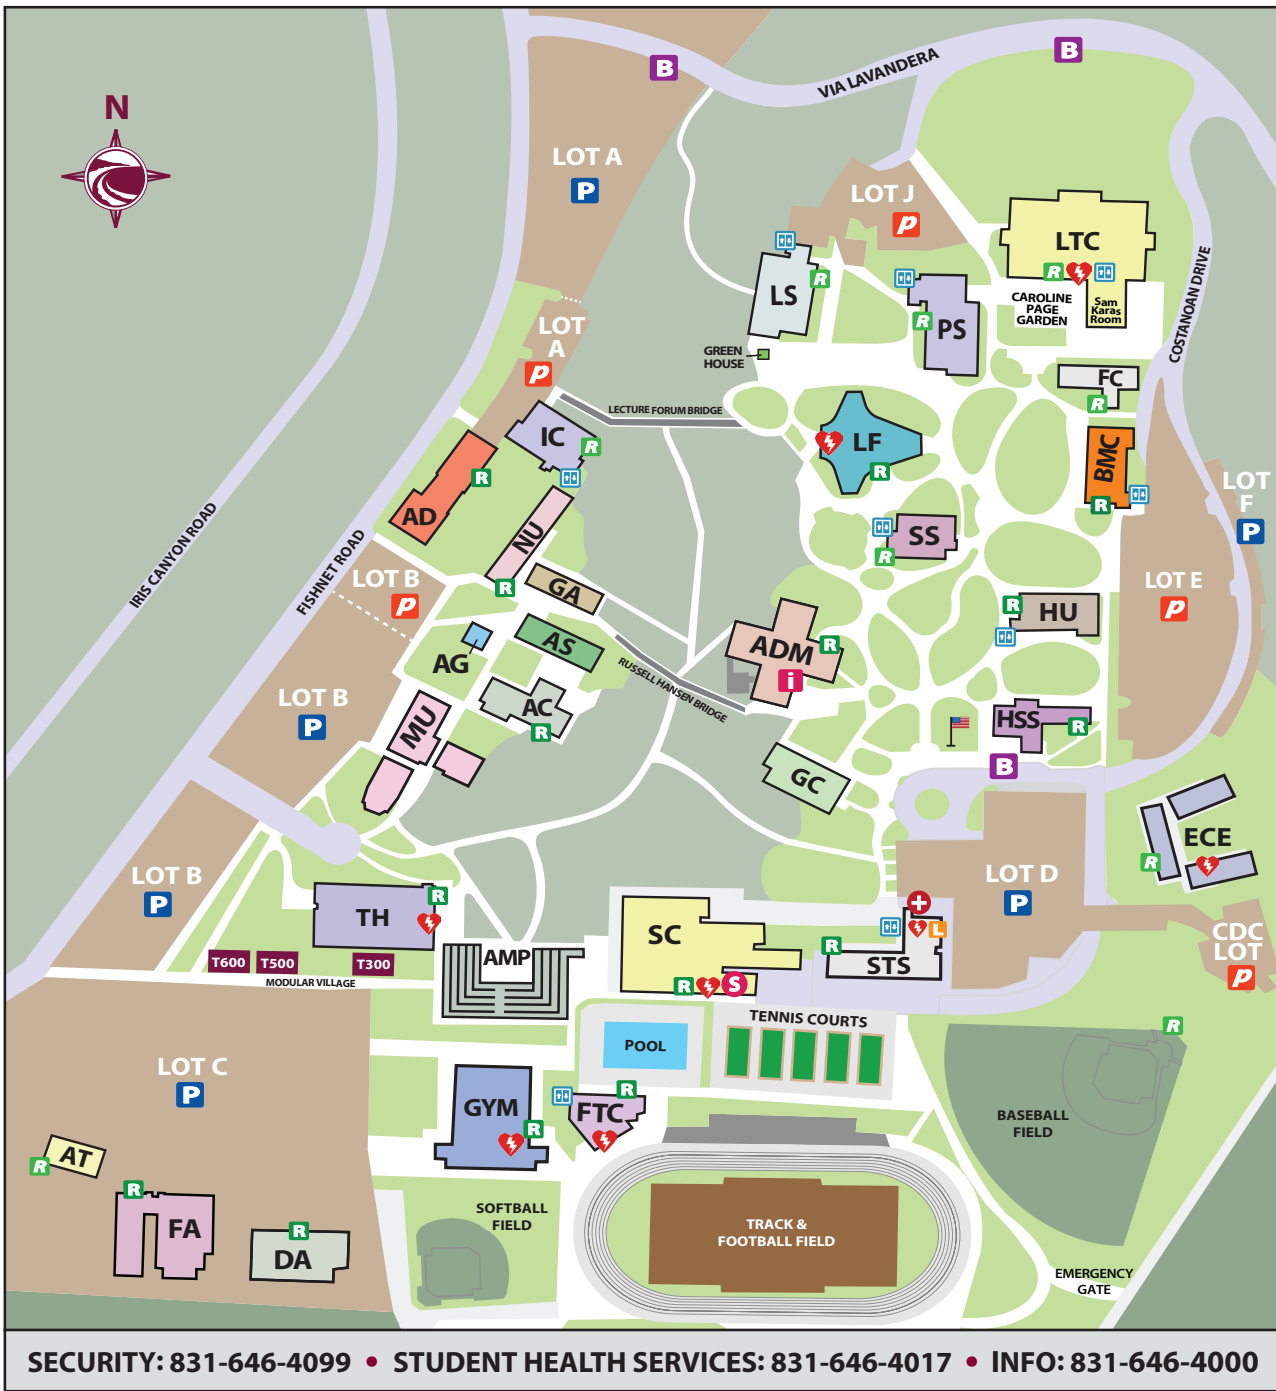 B
B
VIA LAVANDERA
N
LOT A
P
LOT J
P
LTC
R
Sam
Karas
Room
CAROLINE
PAGE
GARDEN
COSTANOAN DRIVE
LS
R
PS
R
GREEN
HOUSE
LOT
A
P
FC
R
LECTURE FORUM BRIDGE
IC
R
LF
R
BMC
R
LOT
F
P
AD
R
NU
R
SS
R
IRIS CANYON ROAD
FISHNET ROAD
LOT B
P
GA
LOT E
P
HU
R
AG
AS
ADM
R
i
RUSSELL HANSEN BRIDGE
LOT B
P
MU
AC
R
HSS
R
B
GC
ECE
R
LOT B
P
LOT D
P
TH
R
T600
T500
T300
MODULAR VILLAGE
AMP
SC
R
S
STS
R
L
CDC
LOT
P
TENNIS COURTS
POOL
R
LOT C
P
GYM
R
FTC
R
BASEBALL
FIELD
AT
R
FA
R
DA
R
SOFTBALL
FIELD
TRACK &
FOOTBALL FIELD
EMERGENCY
GATE
SECURITY: 831-646-4099 • STUDENT HEALTH SERVICES: 831-646-4017 • INFO: 831-646-4000